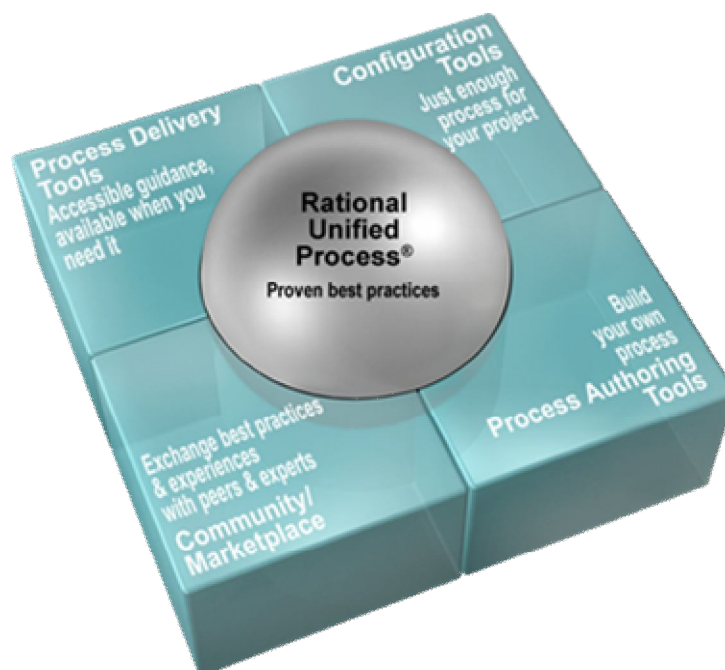 Process Delivery
Tools
Accessible guidance,
available when you
need it
Configuration
Tools
Just enough
process for
your project
Rational
Unified
Process®
Proven best practices
Build
your own
process
Process Authoring
Tools
Exchange best practices
& experiences
with peers & experts
Community/
Marketplace